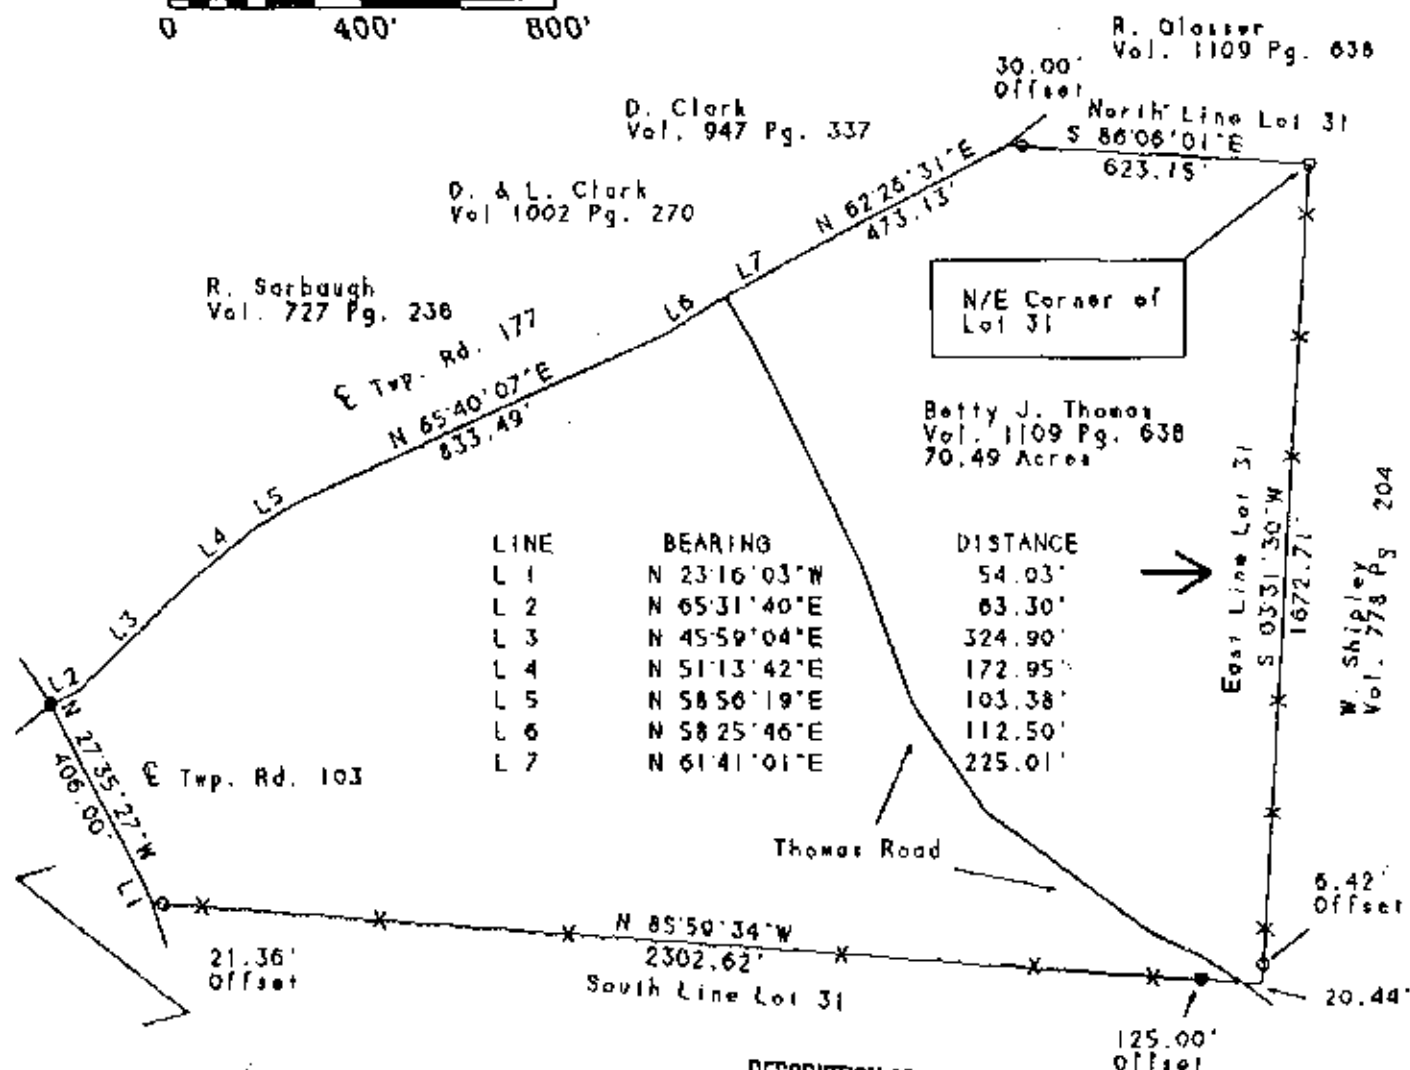 0 400' 800'
R. Glosser
Vol. 1109 Pg. 638
30.00'
Offset
North Line Lot 31
S 86°06'01"E
623.15'
D. Clark
Vol. 947 Pg. 337
N 62°26'31"E
473.13'
D. & L. Clark
Vol 1002 Pg. 270
L7
L6
N/E Corner of
Lot 31
R. Sarbaugh
Vol. 727 Pg. 238
℄ Twp. Rd. 177
N 65°40'07"E
833.49'
Betty J. Thomas
Vol. 1109 Pg. 638
70.49 Acres
L5
L4
L3
L2
LINE BEARING DISTANCE
L 1 N 23°16'03"W 54.03'
L 2 N 65°31'40"E 63.30'
L 3 N 45°59'04"E 324.90'
L 4 N 51°13'42"E 172.95'
L 5 N 58°56'19"E 103.38'
L 6 N 58°25'46"E 112.50'
L 7 N 61°41'01"E 225.01'
East Line Lot 31
S 03°31'30"W
1672.71'
W. Shipley
Vol. 778 Pg 204
N 27°35'27"W
406.00'
℄ Twp. Rd. 103
L1
Thomas Road
6.42'
Offset
21.36'
Offset
N 85°59'34"W
2302.62'
South Line Lot 31
20.44'
125.00'
Offset